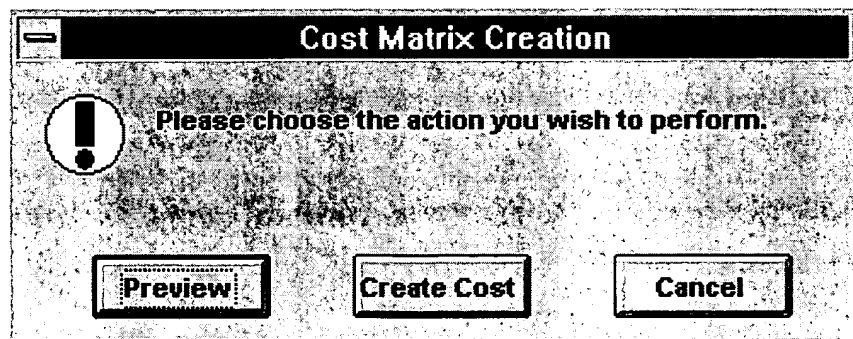 Cost Matrix Creation
Please choose the action you wish to perform.
Preview Create Cost Cancel